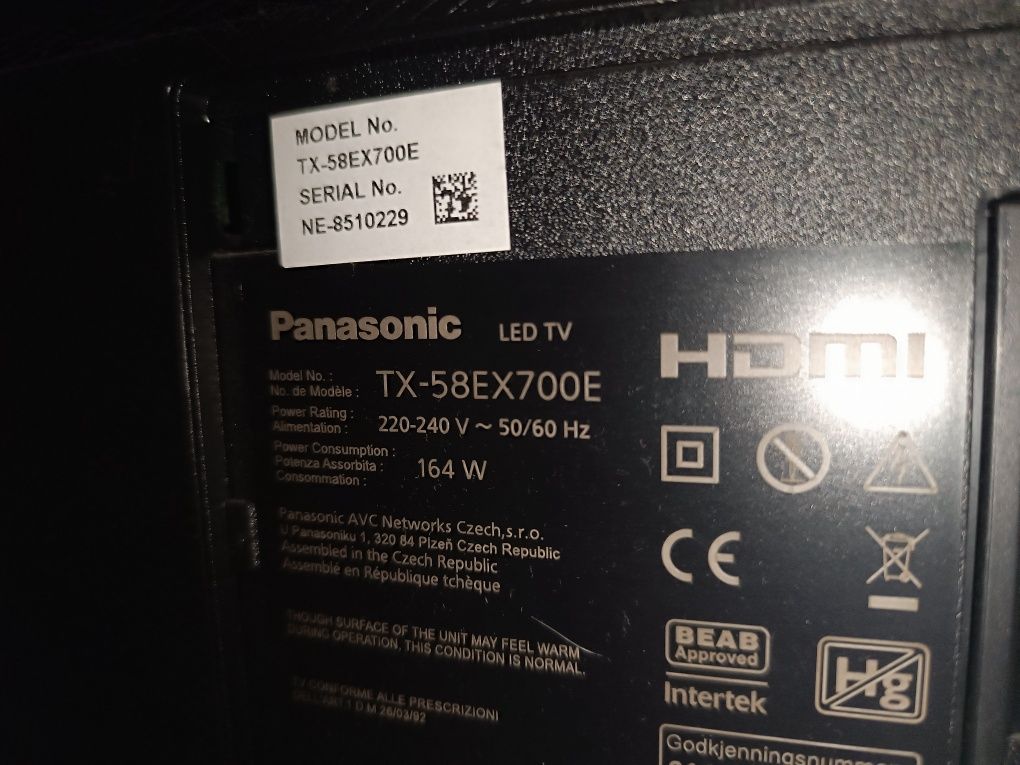 MODEL No.
TX-58EX700E
SERIAL No.
NE-8510229
Panasonic LED TV
HDMI
Model No. :
No. de Modèle : TX-58EX700E
Power Rating :
Alimentation : 220-240 V ~ 50/60 Hz
Power Consumption :
Potenza Assorbita : 164 W
Consommation :
Panasonic AVC Networks Czech,s.r.o.
U Panasoniku 1, 320 84 Plzeň Czech Republic
Assembled in the Czech Republic
Assemblé en République tchèque
THOUGH SURFACE OF THE UNIT MAY FEEL WARM
DURING OPERATION, THIS CONDITION IS NORMAL.
TV CONFORME ALLE PRESCRIZIONI
DELL'ART 1 D M 26/03/92
CE
BEAB
Approved
Intertek
Hg
Godkjenningsnummer